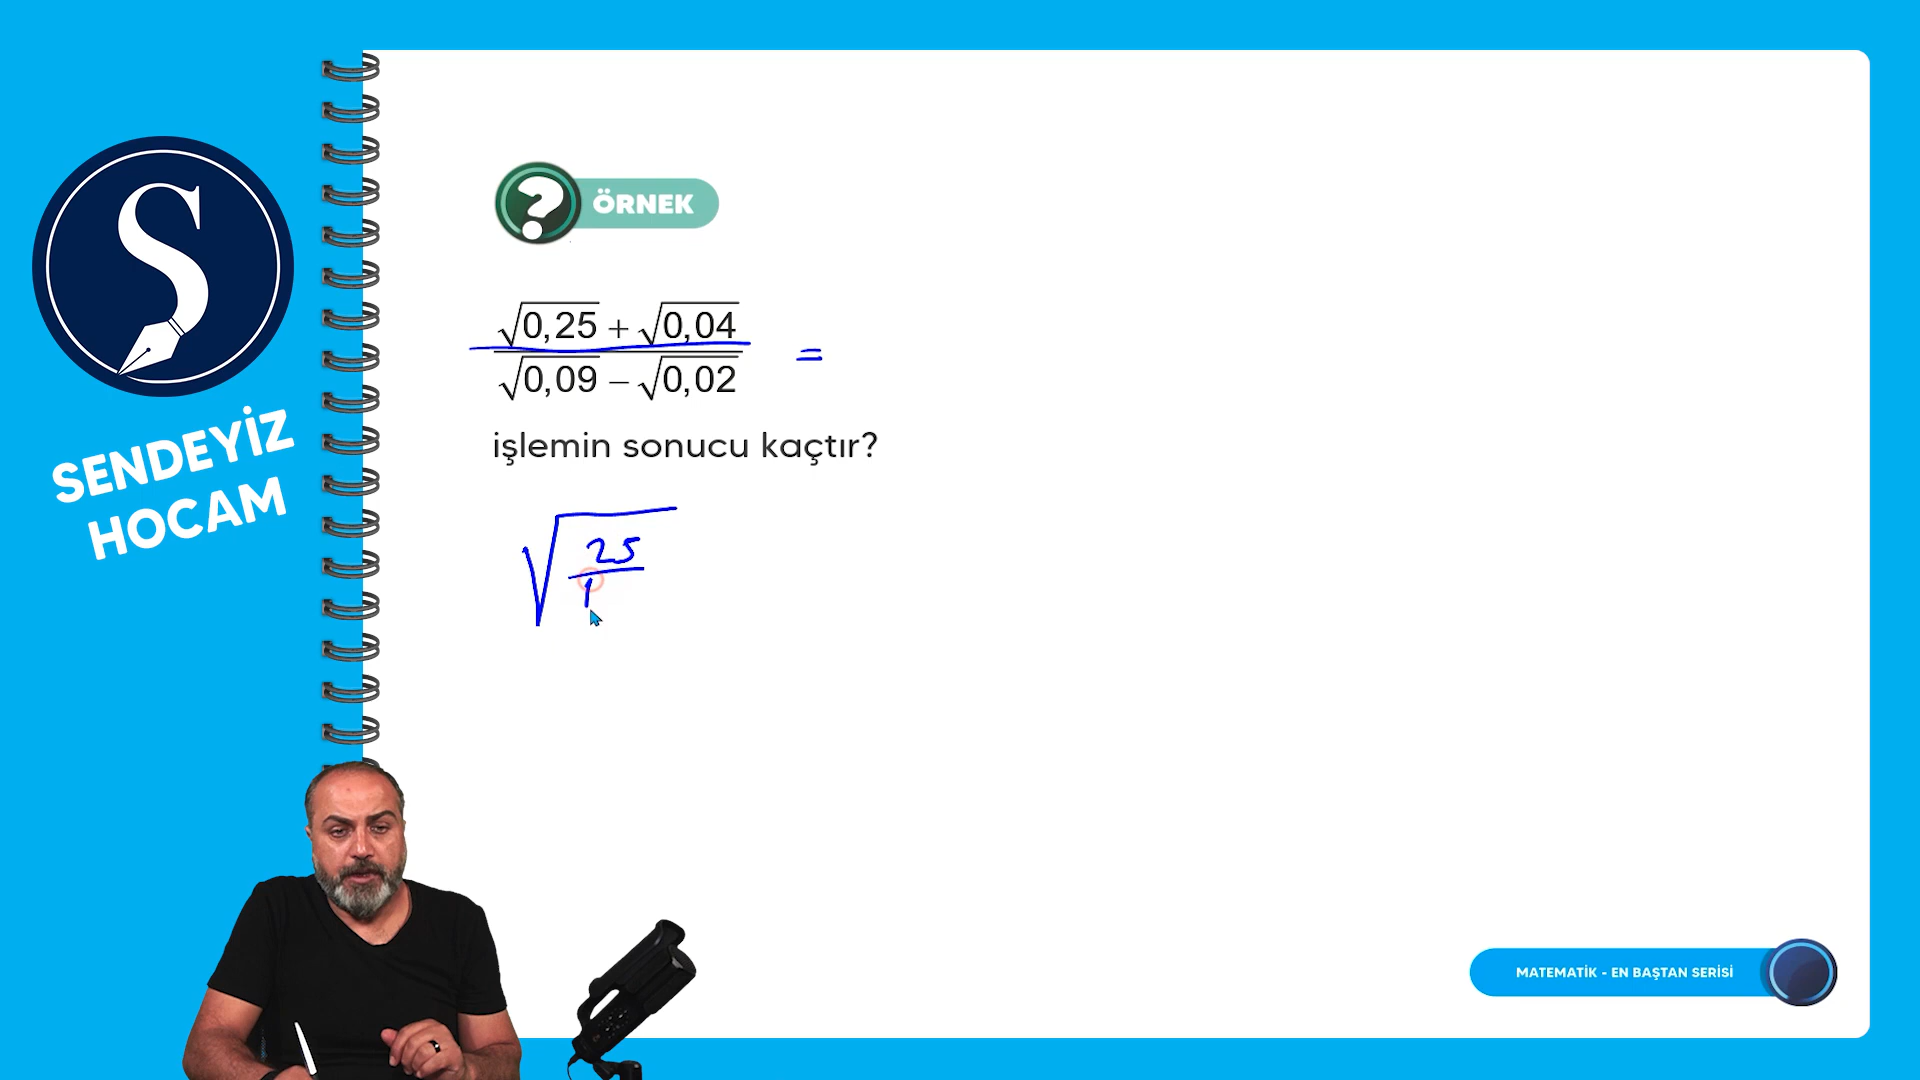 SENDEYİZ
HOCAM
? ÖRNEK
√0,25 + √0,04
√0,09 − √0,02
=
işlemin sonucu kaçtır?
√25
1
MATEMATİK - EN BAŞTAN SERİSİ